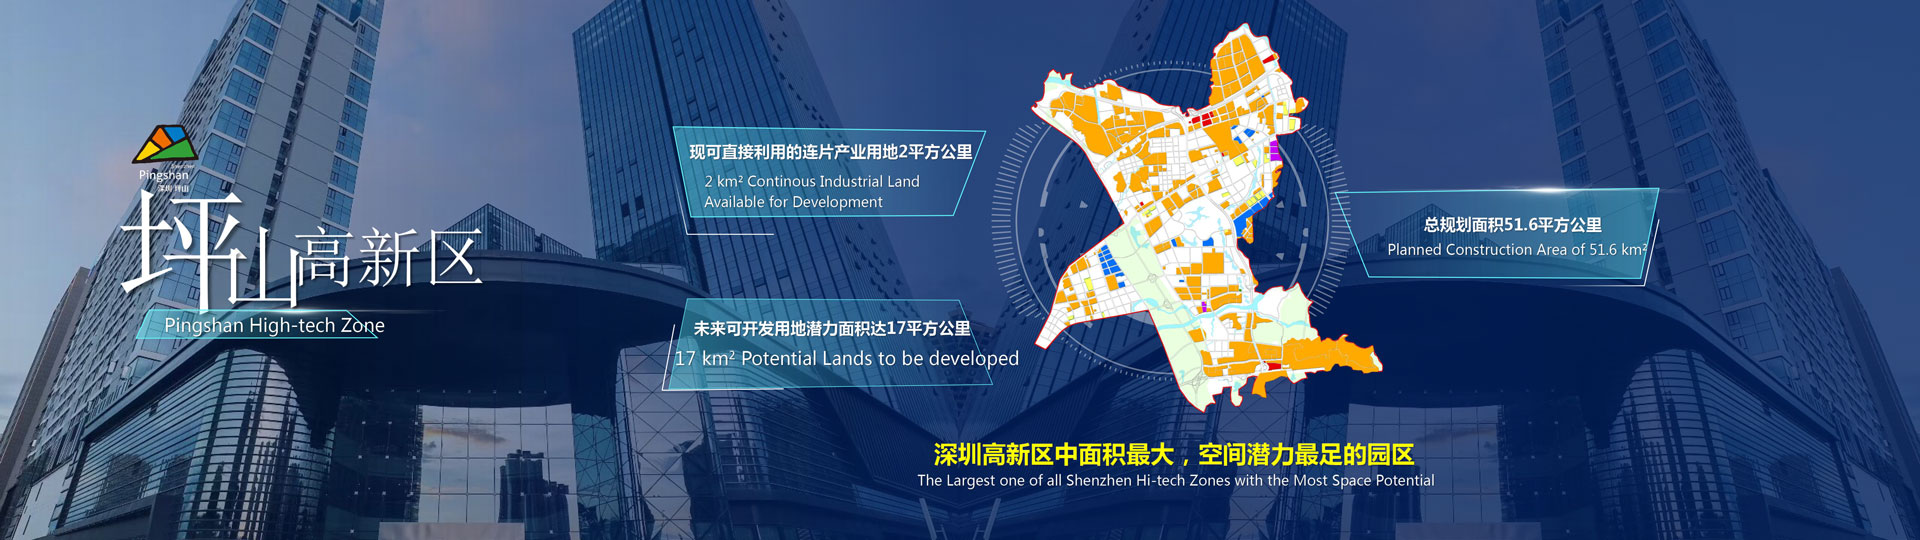 Shenzhen
Pingshan
深圳 坪山
坪山高新区
Pingshan High-tech Zone
现可直接利用的连片产业用地2平方公里
2 km² Continous Industrial Land
Available for Development
未来可开发用地潜力面积达17平方公里
17 km² Potential Lands to be developed
总规划面积51.6平方公里
Planned Construction Area of 51.6 km²
深圳高新区中面积最大，空间潜力最足的园区
The Largest one of all Shenzhen Hi-tech Zones with the Most Space Potential